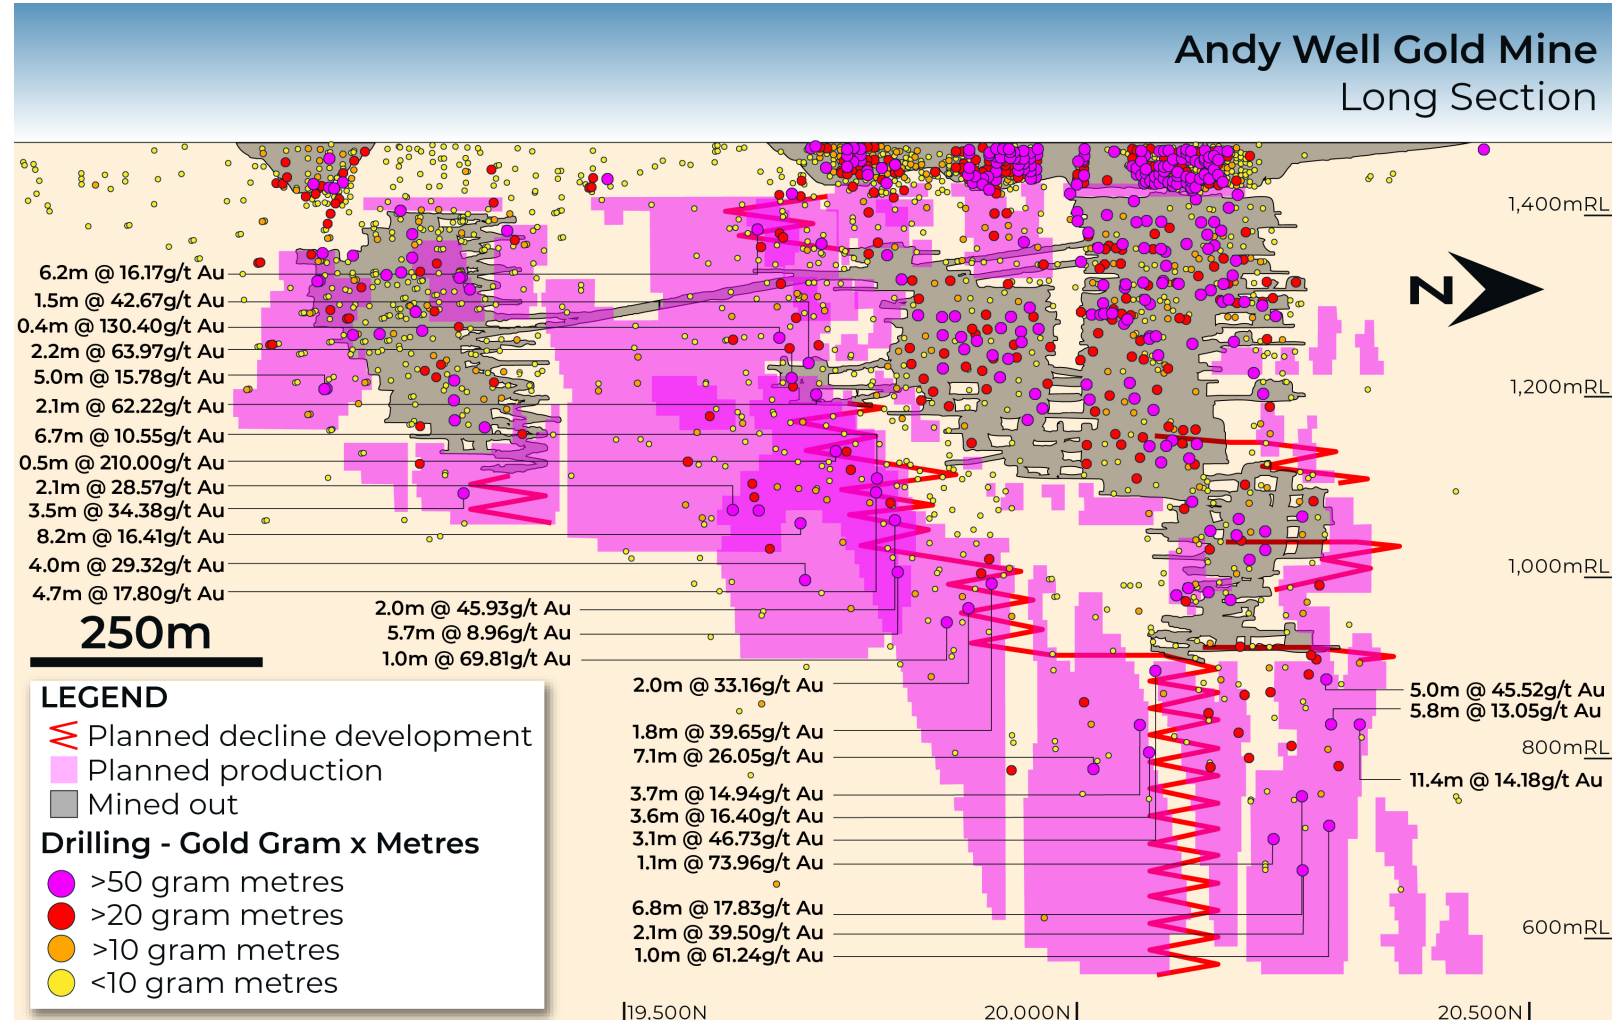 Andy Well Gold Mine
Long Section
1,400mRL
6.2m @ 16.17g/t Au
N
1.5m @ 42.67g/t Au
0.4m @ 130.40g/t Au
2.2m @ 63.97g/t Au
5.0m @ 15.78g/t Au
1,200mRL
2.1m @ 62.22g/t Au
6.7m @ 10.55g/t Au
0.5m @ 210.00g/t Au
2.1m @ 28.57g/t Au
3.5m @ 34.38g/t Au
8.2m @ 16.41g/t Au
4.0m @ 29.32g/t Au
1,000mRL
4.7m @ 17.80g/t Au
2.0m @ 45.93g/t Au
5.7m @ 8.96g/t Au
1.0m @ 69.81g/t Au
250m
2.0m @ 33.16g/t Au
1.8m @ 39.65g/t Au
7.1m @ 26.05g/t Au
3.7m @ 14.94g/t Au
3.6m @ 16.40g/t Au
3.1m @ 46.73g/t Au
1.1m @ 73.96g/t Au
6.8m @ 17.83g/t Au
2.1m @ 39.50g/t Au
1.0m @ 61.24g/t Au
5.0m @ 45.52g/t Au
5.8m @ 13.05g/t Au
800mRL
11.4m @ 14.18g/t Au
600mRL
LEGEND
Planned decline development
Planned production
Mined out
Drilling - Gold Gram x Metres
>50 gram metres
>20 gram metres
>10 gram metres
<10 gram metres
19,500N
20,000N
20,500N